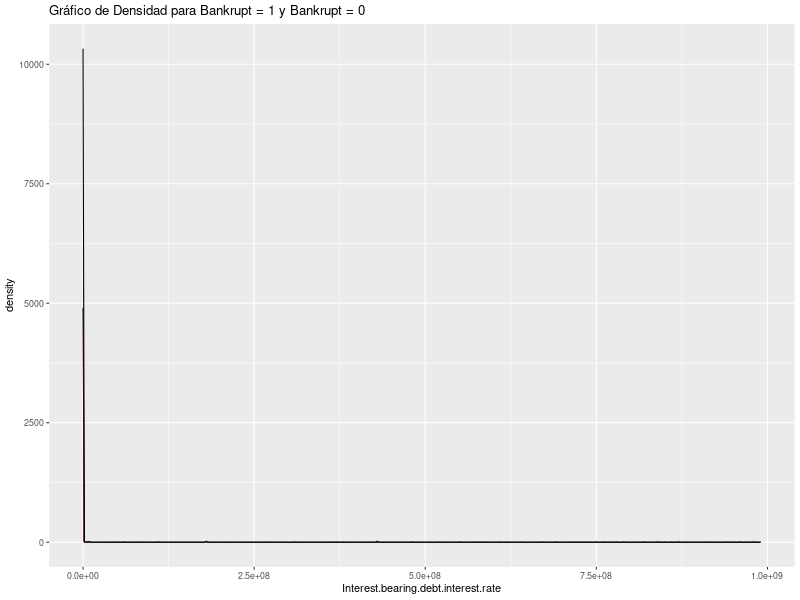 Gráfico de Densidad para Bankrupt = 1 y Bankrupt = 0
10000
7500
5000
2500
0
density
0.0e+00
2.5e+08
5.0e+08
7.5e+08
1.0e+09
Interest.bearing.debt.interest.rate